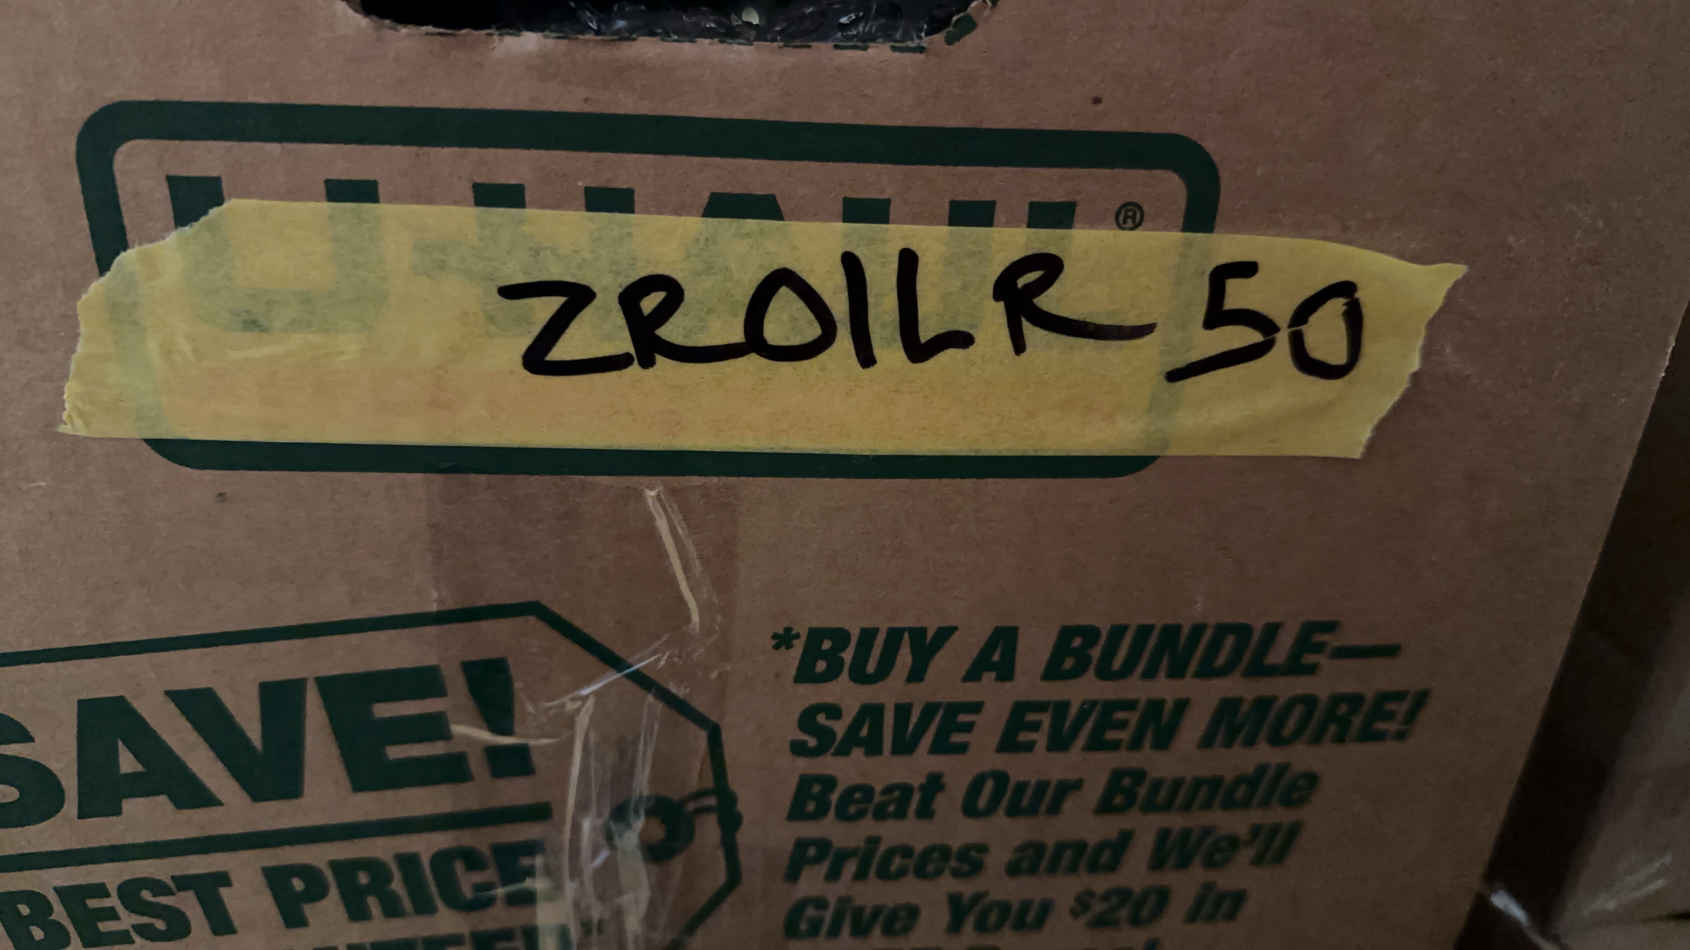 U-HAUL®
ZROILR 50
SAVE!
BEST PRICE
*BUY A BUNDLE—
SAVE EVEN MORE!
Beat Our Bundle
Prices and We'll
Give You $20 in